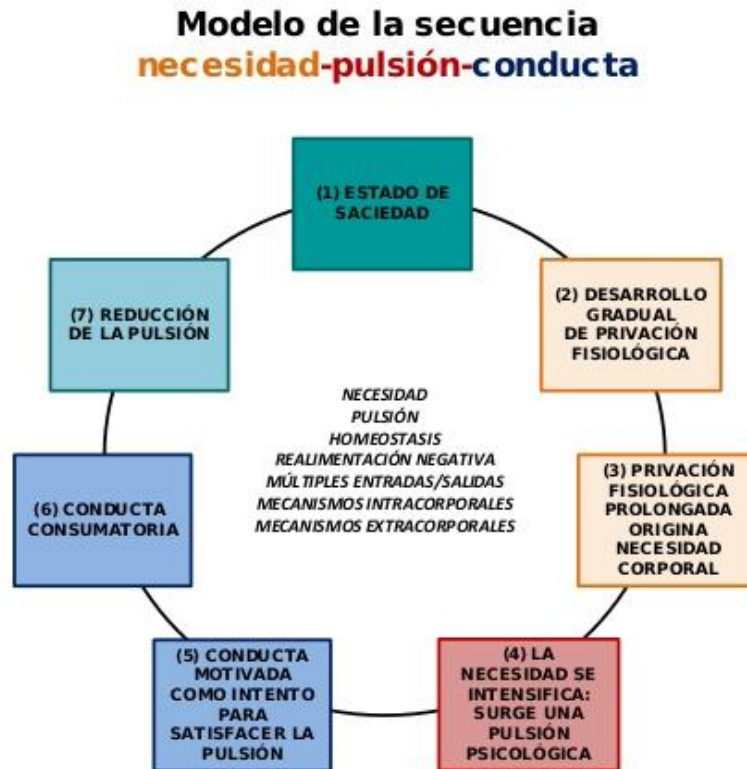 Modelo de la secuencia
necesidad-pulsión-conducta
(1) ESTADO DE
SACIEDAD
(2) DESARROLLO
GRADUAL
DE PRIVACIÓN
FISIOLÓGICA
(3) PRIVACIÓN
FISIOLÓGICA
PROLONGADA
ORIGINA
NECESIDAD
CORPORAL
(4) LA
NECESIDAD SE
INTENSIFICA:
SURGE UNA
PULSIÓN
PSICOLÓGICA
(5) CONDUCTA
MOTIVADA
COMO INTENTO
PARA
SATISFACER LA
PULSIÓN
(6) CONDUCTA
CONSUMATORIA
(7) REDUCCIÓN
DE LA PULSIÓN
NECESIDAD
PULSIÓN
HOMEOSTASIS
REALIMENTACIÓN NEGATIVA
MÚLTIPLES ENTRADAS/SALIDAS
MECANISMOS INTRACORPORALES
MECANISMOS EXTRACORPORALES